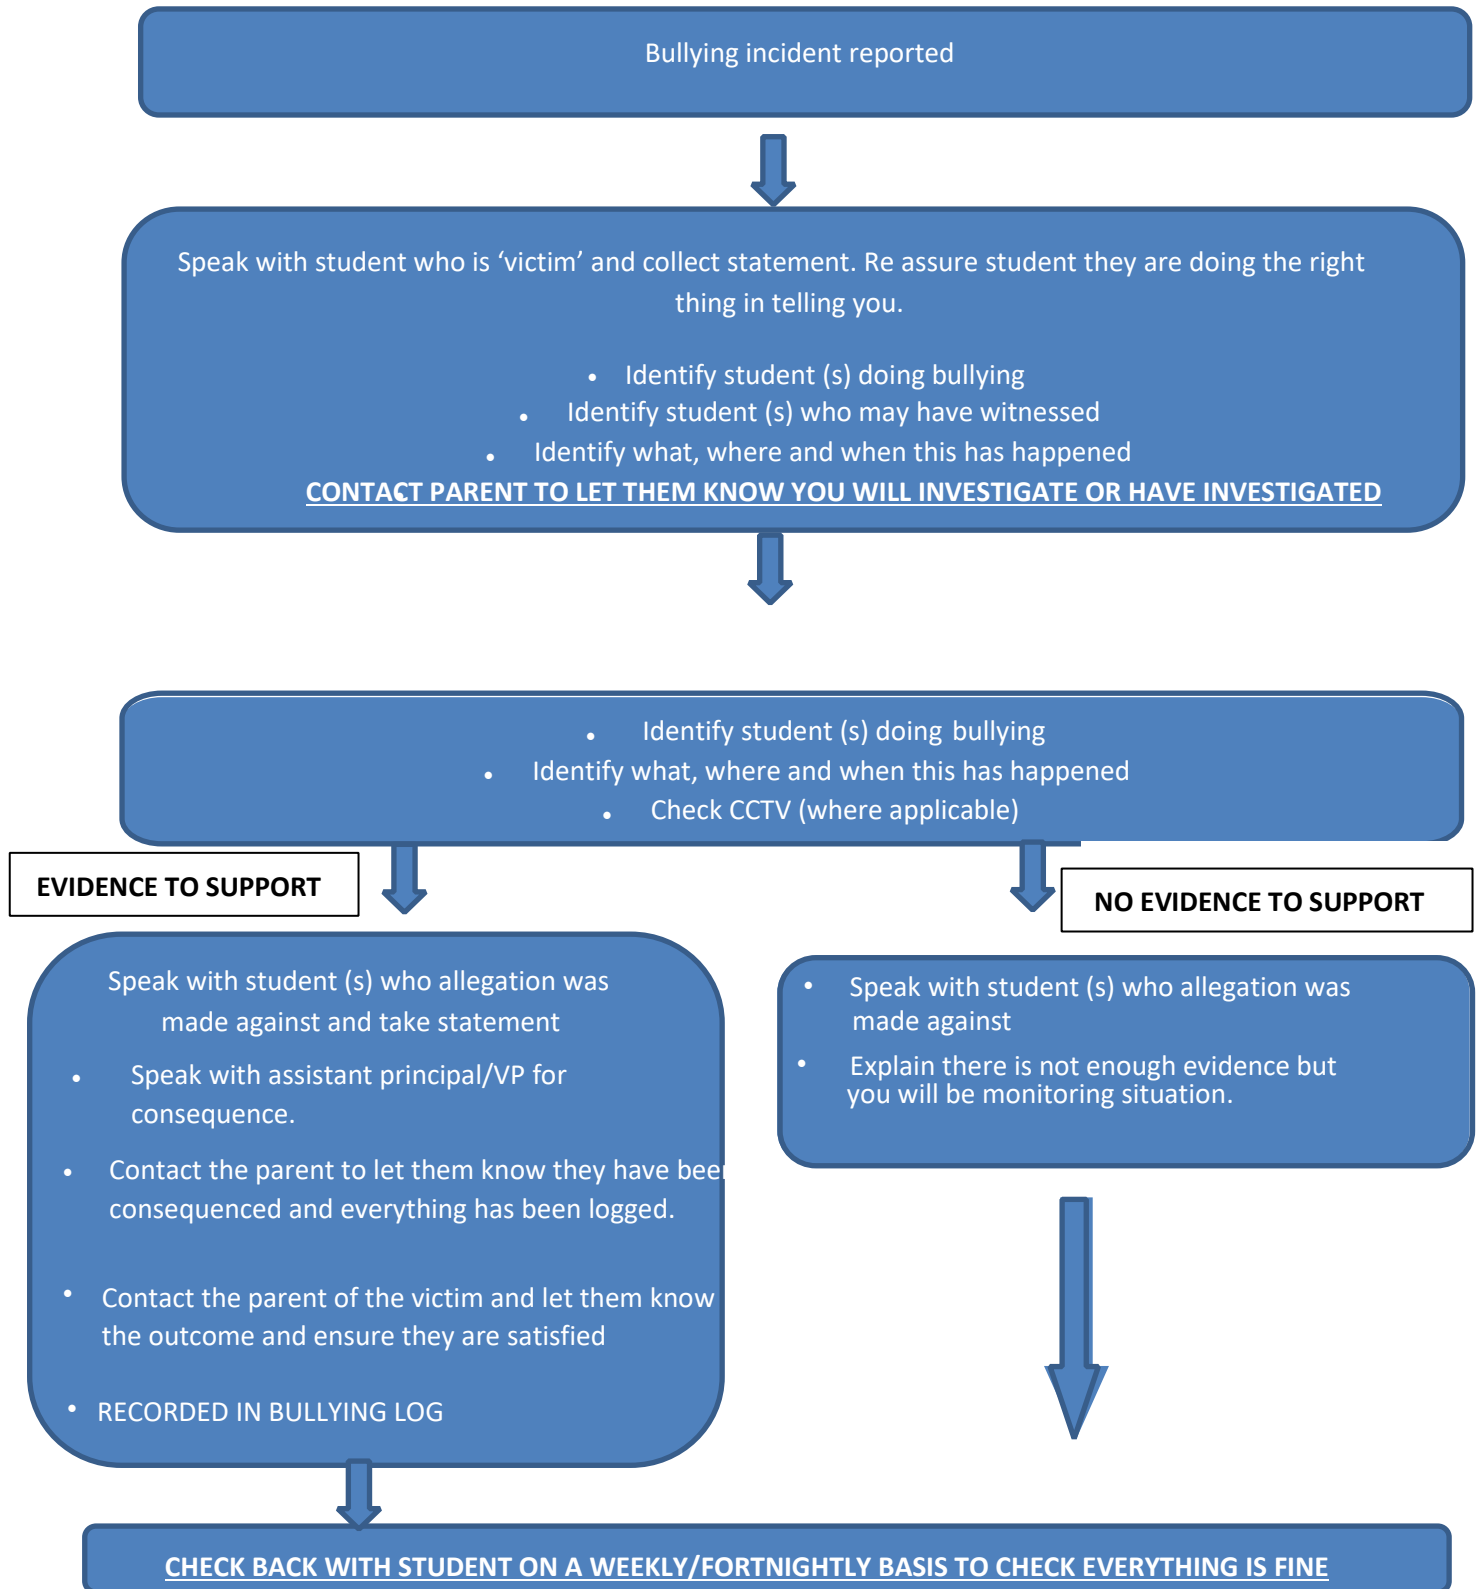 Bullying incident reported
Speak with student who is ‘victim’ and collect statement. Re assure student they are doing the right
thing in telling you.
• Identify student (s) doing bullying
• Identify student (s) who may have witnessed
• Identify what, where and when this has happened
• CONTACT PARENT TO LET THEM KNOW YOU WILL INVESTIGATE OR HAVE INVESTIGATED
• Identify student (s) doing bullying
• Identify what, where and when this has happened
• Check CCTV (where applicable)
EVIDENCE TO SUPPORT
Speak with student (s) who allegation was
made against and take statement
• Speak with assistant principal/VP for
consequence.
• Contact the parent to let them know they have been
consequenced and everything has been logged.
• Contact the parent of the victim and let them know
the outcome and ensure they are satisfied
• RECORDED IN BULLYING LOG
NO EVIDENCE TO SUPPORT
• Speak with student (s) who allegation was
made against
• Explain there is not enough evidence but
you will be monitoring situation.
CHECK BACK WITH STUDENT ON A WEEKLY/FORTNIGHTLY BASIS TO CHECK EVERYTHING IS FINE